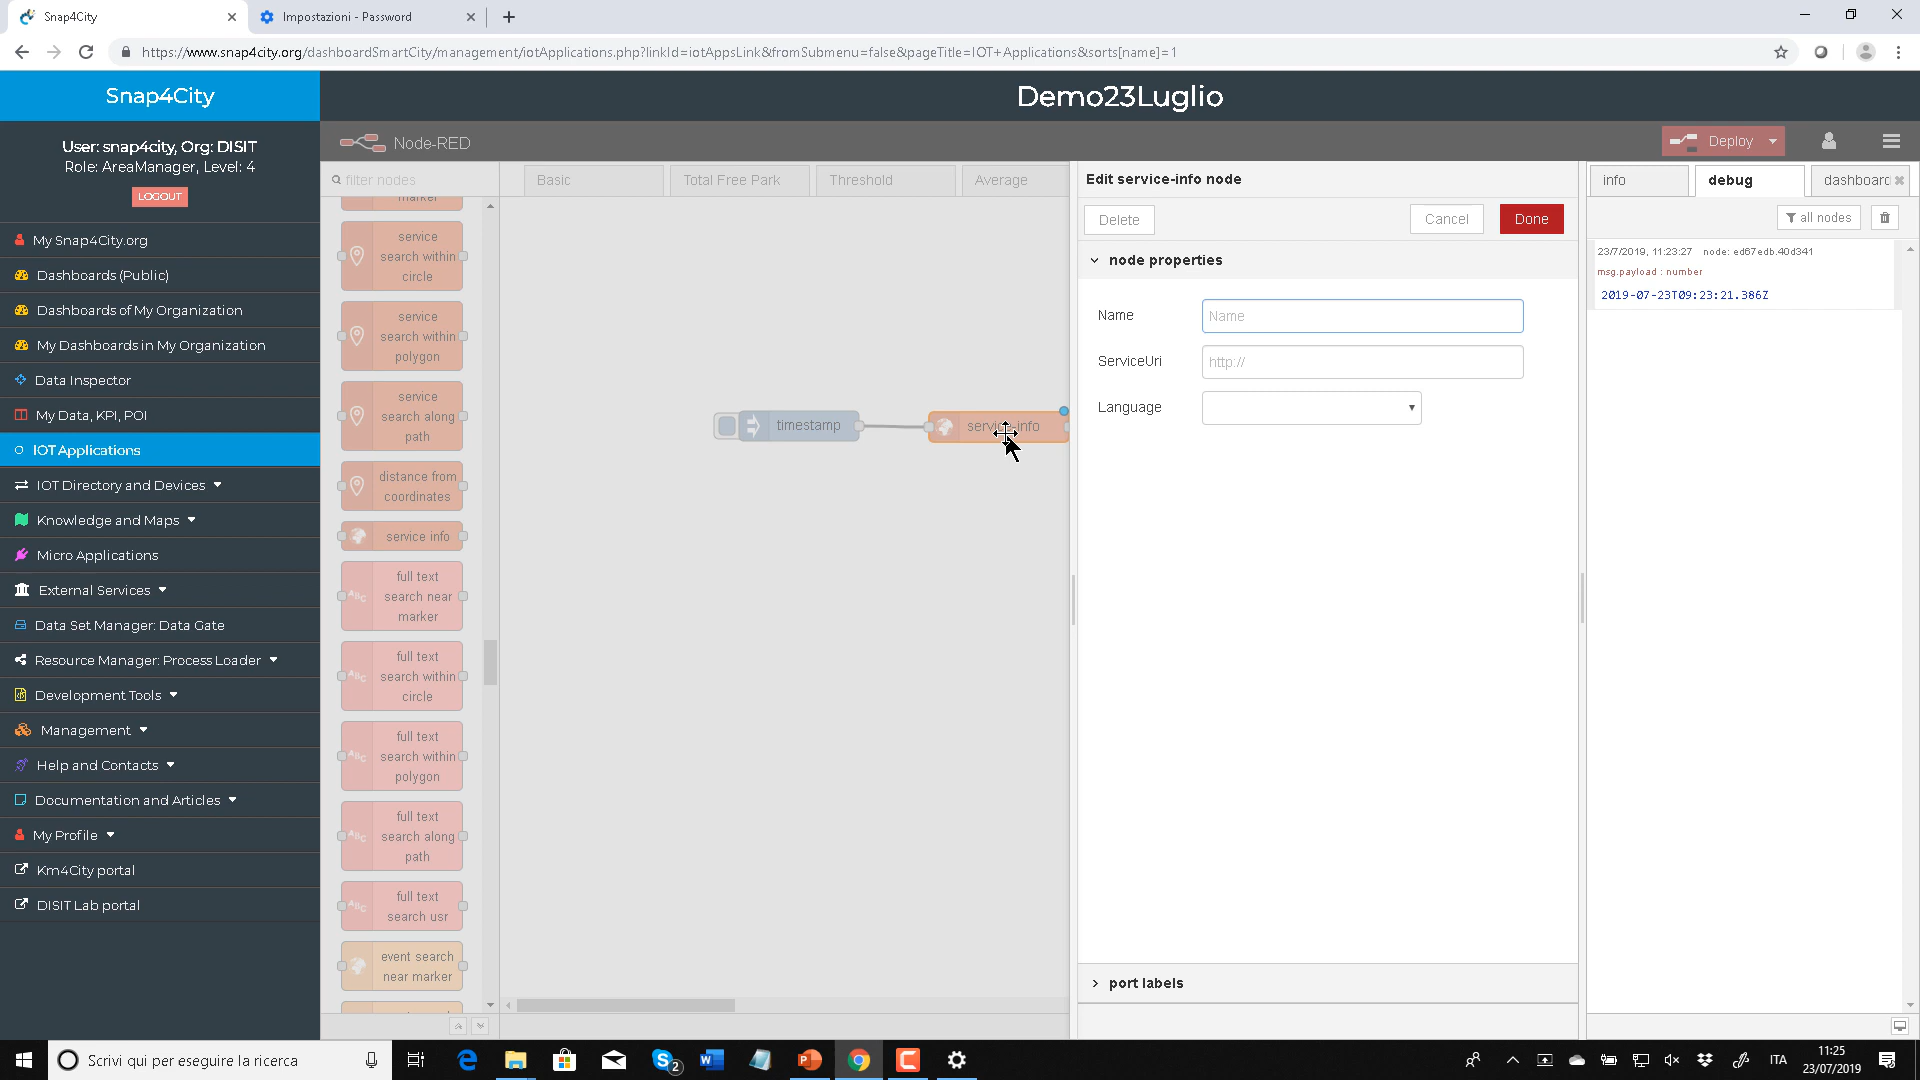 Snap4City
Impostazioni - Password
https://www.snap4city.org/dashboardSmartCity/management/iotApplications.php?linkId=iotAppsLink&fromSubmenu=false&pageTitle=IOT+Applications&sorts[name]=1
Snap4City
Demo23Luglio
User: snap4city, Org: DISIT
Role: AreaManager, Level: 4
LOGOUT
My Snap4City.org
Dashboards (Public)
Dashboards of My Organization
My Dashboards in My Organization
Data Inspector
My Data, KPI, POI
IOT Applications
IOT Directory and Devices
Knowledge and Maps
Micro Applications
External Services
Data Set Manager: Data Gate
Resource Manager: Process Loader
Development Tools
Management
Help and Contacts
Documentation and Articles
My Profile
Km4City portal
DISIT Lab portal
Node-RED
Deploy
filter nodes
marker
service
search within
circle
service
search within
polygon
service
search along
path
distance from
coordinates
service info
full text
search near
marker
full text
search within
circle
full text
search within
polygon
full text
search along
path
full text
search usr
event search
near marker
Basic
Total Free Park
Threshold
Average
timestamp
service-info
Edit service-info node
Delete
Cancel
Done
node properties
Name
Name
ServiceUri
http://
Language
port labels
info
debug
dashboard
all nodes
23/7/2019, 11:23:27 node: ed67edb.40d341
msg.payload : number
2019-07-23T09:23:21.386Z
Scrivi qui per eseguire la ricerca
2
ITA
11:25
23/07/2019